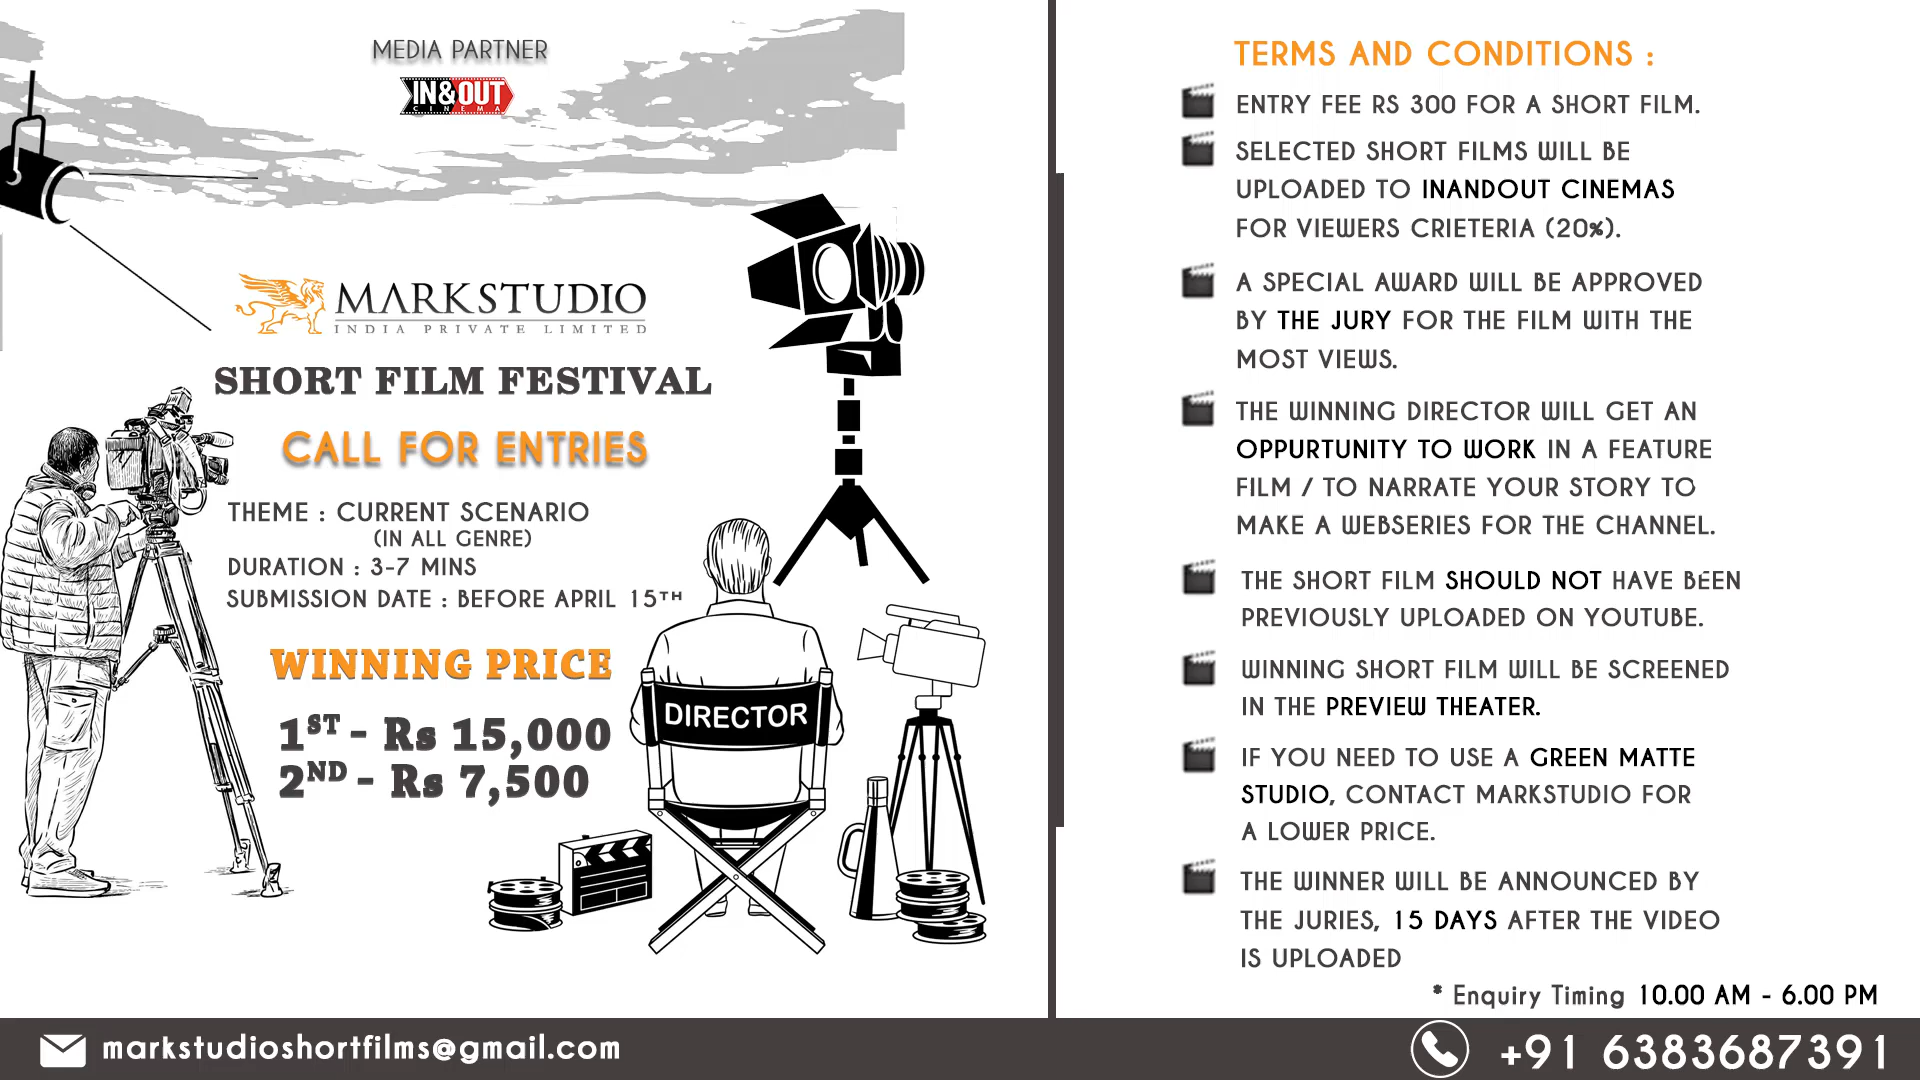 MEDIA PARTNER
IN&OUT
CINEMA
MARKSTUDIO
INDIA PRIVATE LIMITED
SHORT FILM FESTIVAL
CALL FOR ENTRIES
THEME : CURRENT SCENARIO
(IN ALL GENRE)
DURATION : 3-7 MINS
SUBMISSION DATE : BEFORE APRIL 15TH
WINNING PRICE
1ST - Rs 15,000
2ND - Rs 7,500
DIRECTOR
TERMS AND CONDITIONS :
ENTRY FEE RS 300 FOR A SHORT FILM.
SELECTED SHORT FILMS WILL BE
UPLOADED TO INANDOUT CINEMAS
FOR VIEWERS CRIETERIA (20%).
A SPECIAL AWARD WILL BE APPROVED
BY THE JURY FOR THE FILM WITH THE
MOST VIEWS.
THE WINNING DIRECTOR WILL GET AN
OPPURTUNITY TO WORK IN A FEATURE
FILM / TO NARRATE YOUR STORY TO
MAKE A WEBSERIES FOR THE CHANNEL.
THE SHORT FILM SHOULD NOT HAVE BEEN
PREVIOUSLY UPLOADED ON YOUTUBE.
WINNING SHORT FILM WILL BE SCREENED
IN THE PREVIEW THEATER.
IF YOU NEED TO USE A GREEN MATTE
STUDIO, CONTACT MARKSTUDIO FOR
A LOWER PRICE.
THE WINNER WILL BE ANNOUNCED BY
THE JURIES, 15 DAYS AFTER THE VIDEO
IS UPLOADED
* Enquiry Timing 10.00 AM - 6.00 PM
markstudioshortfilms@gmail.com
+91 6383687391